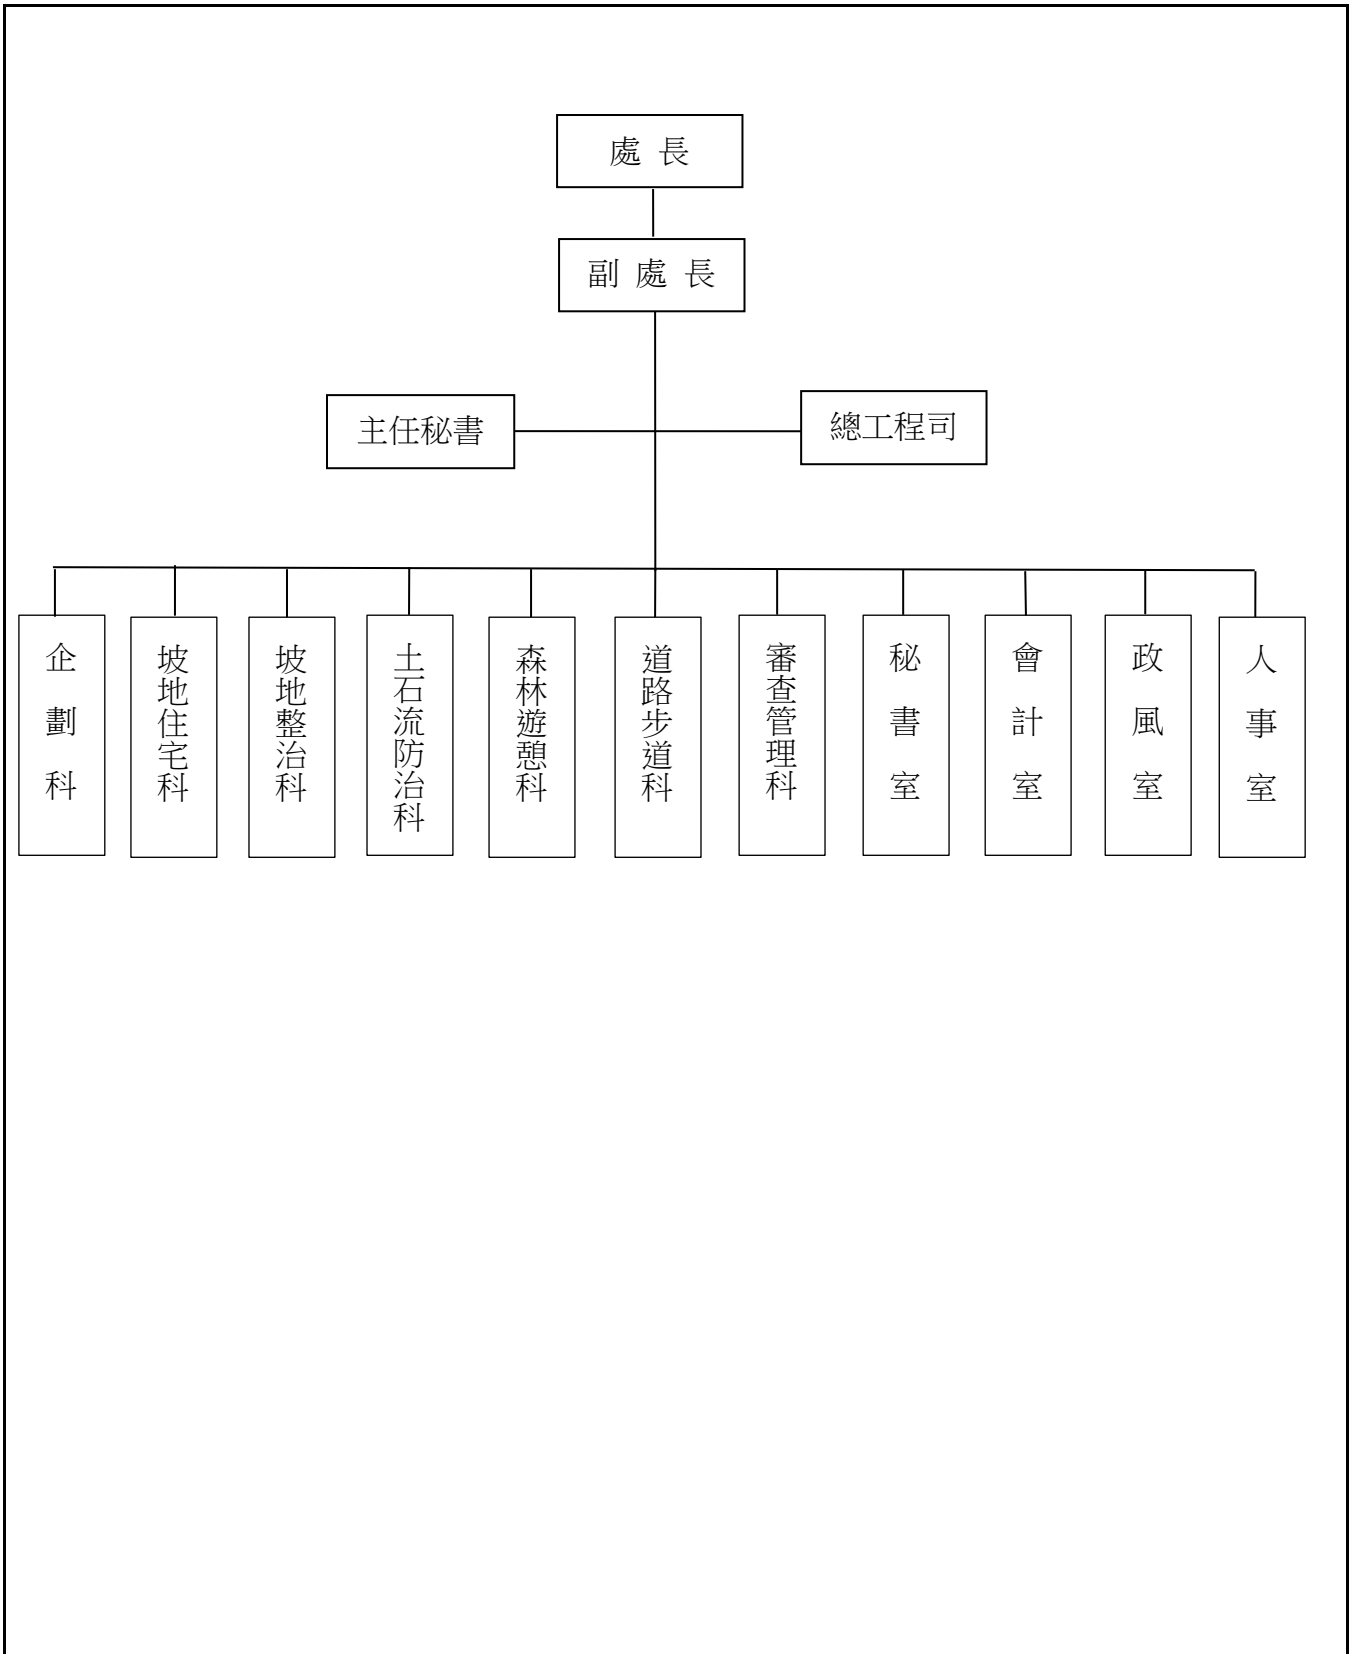 處 長
副 處 長
主任秘書
總工程司
企劃科
坡地住宅科
坡地整治科
土石流防治科
森林遊憩科
道路步道科
審查管理科
秘書室
會計室
政風室
人事室